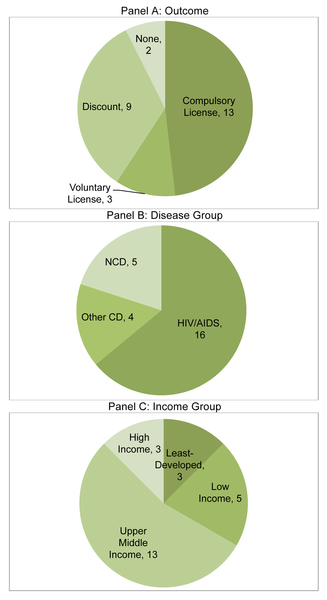 Panel A: Outcome
None,
2
Compulsory
License, 13
Discount, 9
Voluntary
License, 3
Panel B: Disease Group
NCD, 5
Other CD, 4
HIV/AIDS,
16
Panel C: Income Group
High
Income, 3
Least-
Developed,
3
Low
Income, 5
Upper
Middle
Income, 13